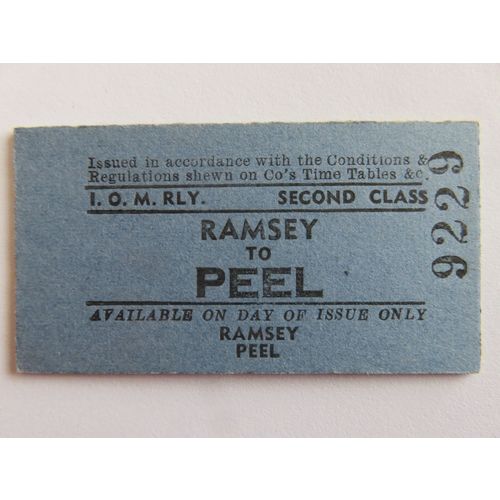 Issued in accordance with the Conditions &
Regulations shewn on Co's Time Tables &c.
I. O. M. RLY. SECOND CLASS
RAMSEY
TO
PEEL
AVAILABLE ON DAY OF ISSUE ONLY
RAMSEY
PEEL
9229